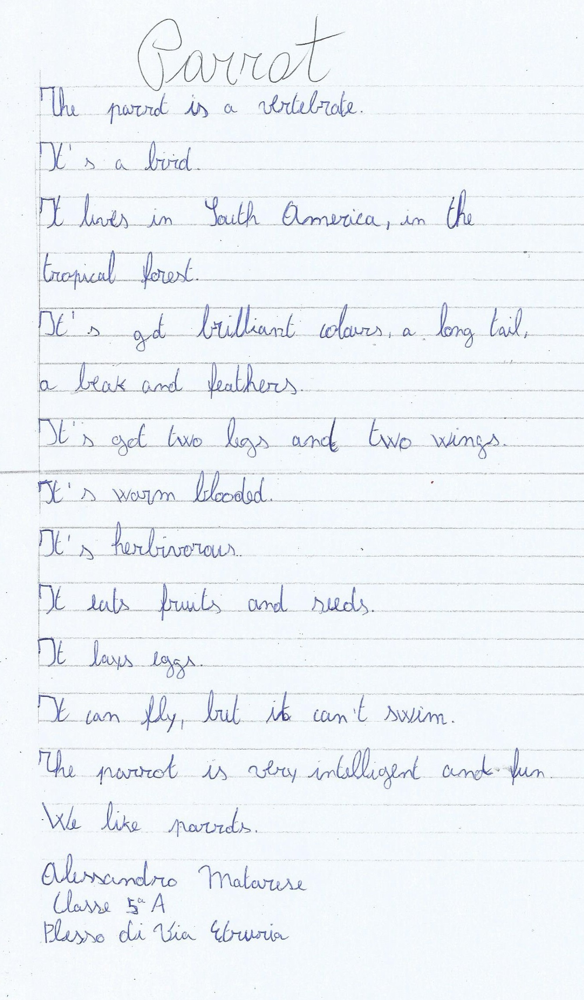 Parrot
The parrot is a vertebrate.
It's a bird.
It lives in South America, in the
tropical forest.
It's got brilliant colours, a long tail,
a beak and feathers.
It's got two legs and two wings.
It's warm blooded.
It's herbivorous.
It eats fruits and seeds.
It lays eggs.
It can fly, but it can't swim.
The parrot is very intelligent and fun.
We like parrots.
Alessandro Matarese
Classe 5ª A
Plesso di Via Etruria